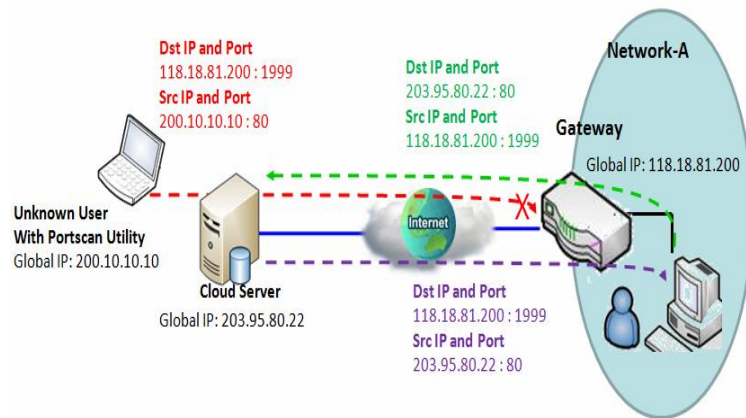 Dst IP and Port
118.18.81.200 : 1999
Src IP and Port
200.10.10.10 : 80
Dst IP and Port
203.95.80.22 : 80
Src IP and Port
118.18.81.200 : 1999
Network-A
Gateway
Global IP: 118.18.81.200
Unknown User
With Portscan Utility
Global IP: 200.10.10.10
Internet
Cloud Server
Global IP: 203.95.80.22
Dst IP and Port
118.18.81.200 : 1999
Src IP and Port
203.95.80.22 : 80